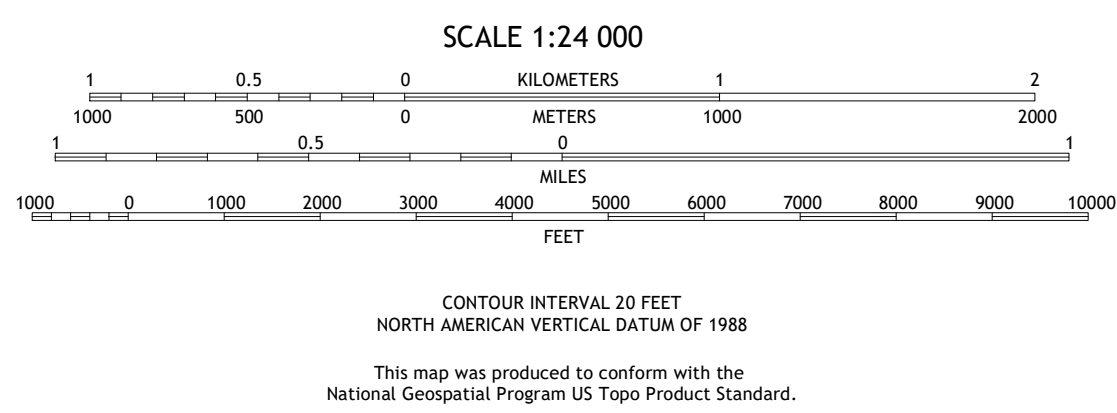 SCALE 1:24 000
1 0.5 0 KILOMETERS 1 2
1000 500 0 METERS 1000 2000
1 0.5 0 1
MILES
1000 0 1000 2000 3000 4000 5000 6000 7000 8000 9000 10000
FEET
CONTOUR INTERVAL 20 FEET
NORTH AMERICAN VERTICAL DATUM OF 1988
This map was produced to conform with the
National Geospatial Program US Topo Product Standard.